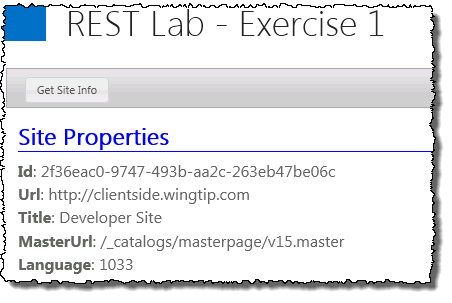 REST Lab - Exercise 1
Get Site Info
Site Properties
Id: 2f36eac0-9747-493b-aa2c-263eb47be06c
Url: http://clientside.wingtip.com
Title: Developer Site
MasterUrl: /_catalogs/masterpage/v15.master
Language: 1033